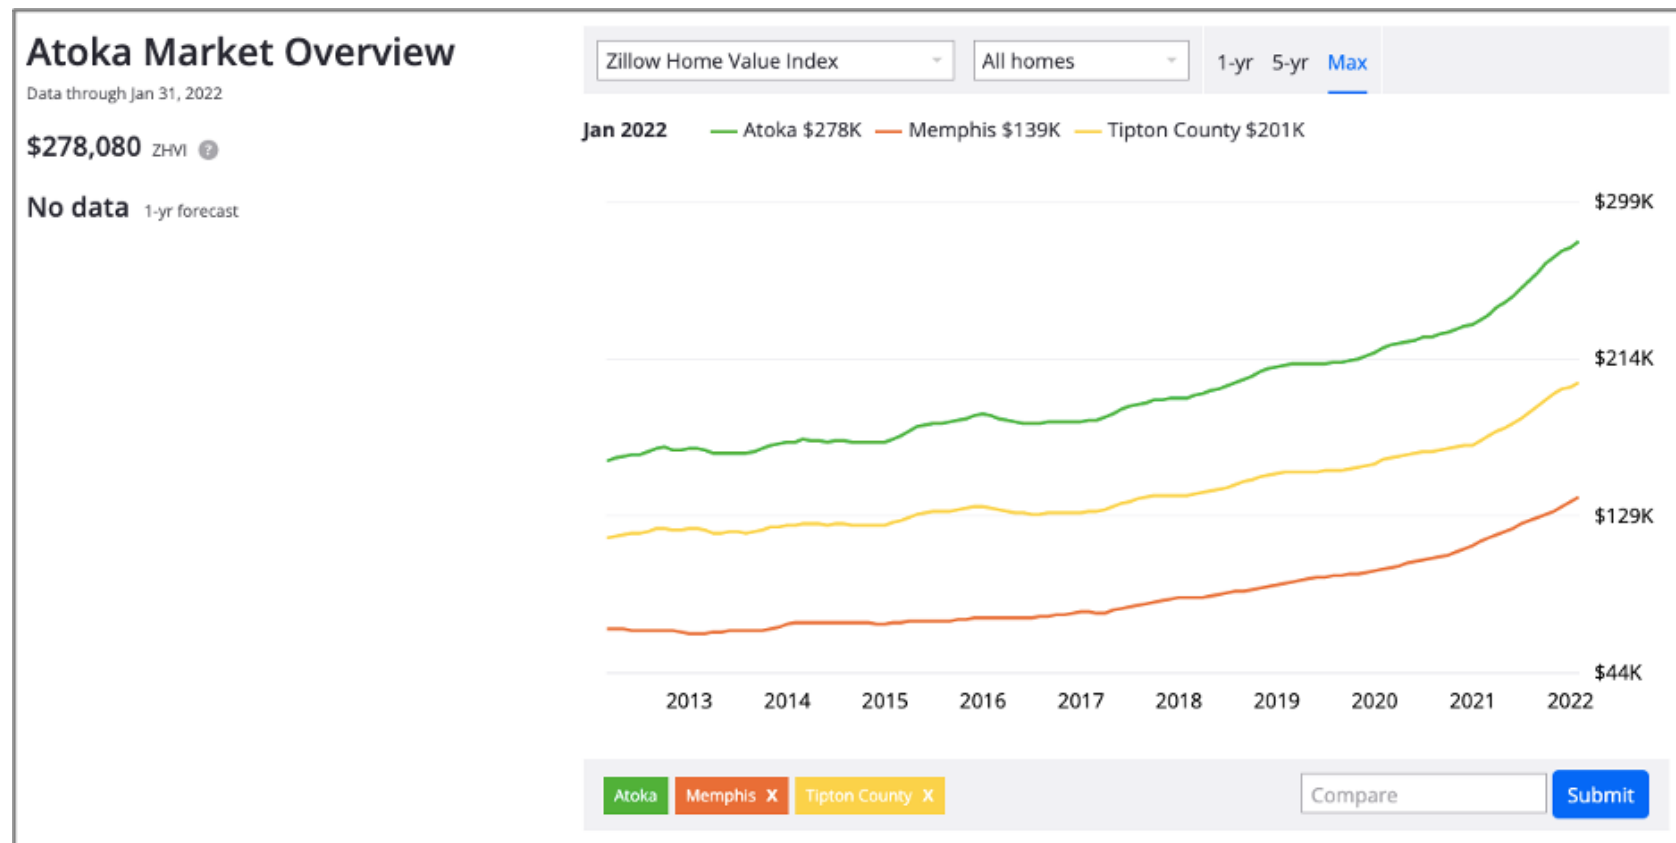 Atoka Market Overview
Data through Jan 31, 2022
$278,080 ZHVI ?
No data 1-yr forecast
Zillow Home Value Index All homes 1-yr 5-yr Max
Jan 2022 Atoka $278K Memphis $139K Tipton County $201K
$299K
$214K
$129K
$44K
2013 2014 2015 2016 2017 2018 2019 2020 2021 2022
Atoka Memphis X Tipton County X Compare Submit